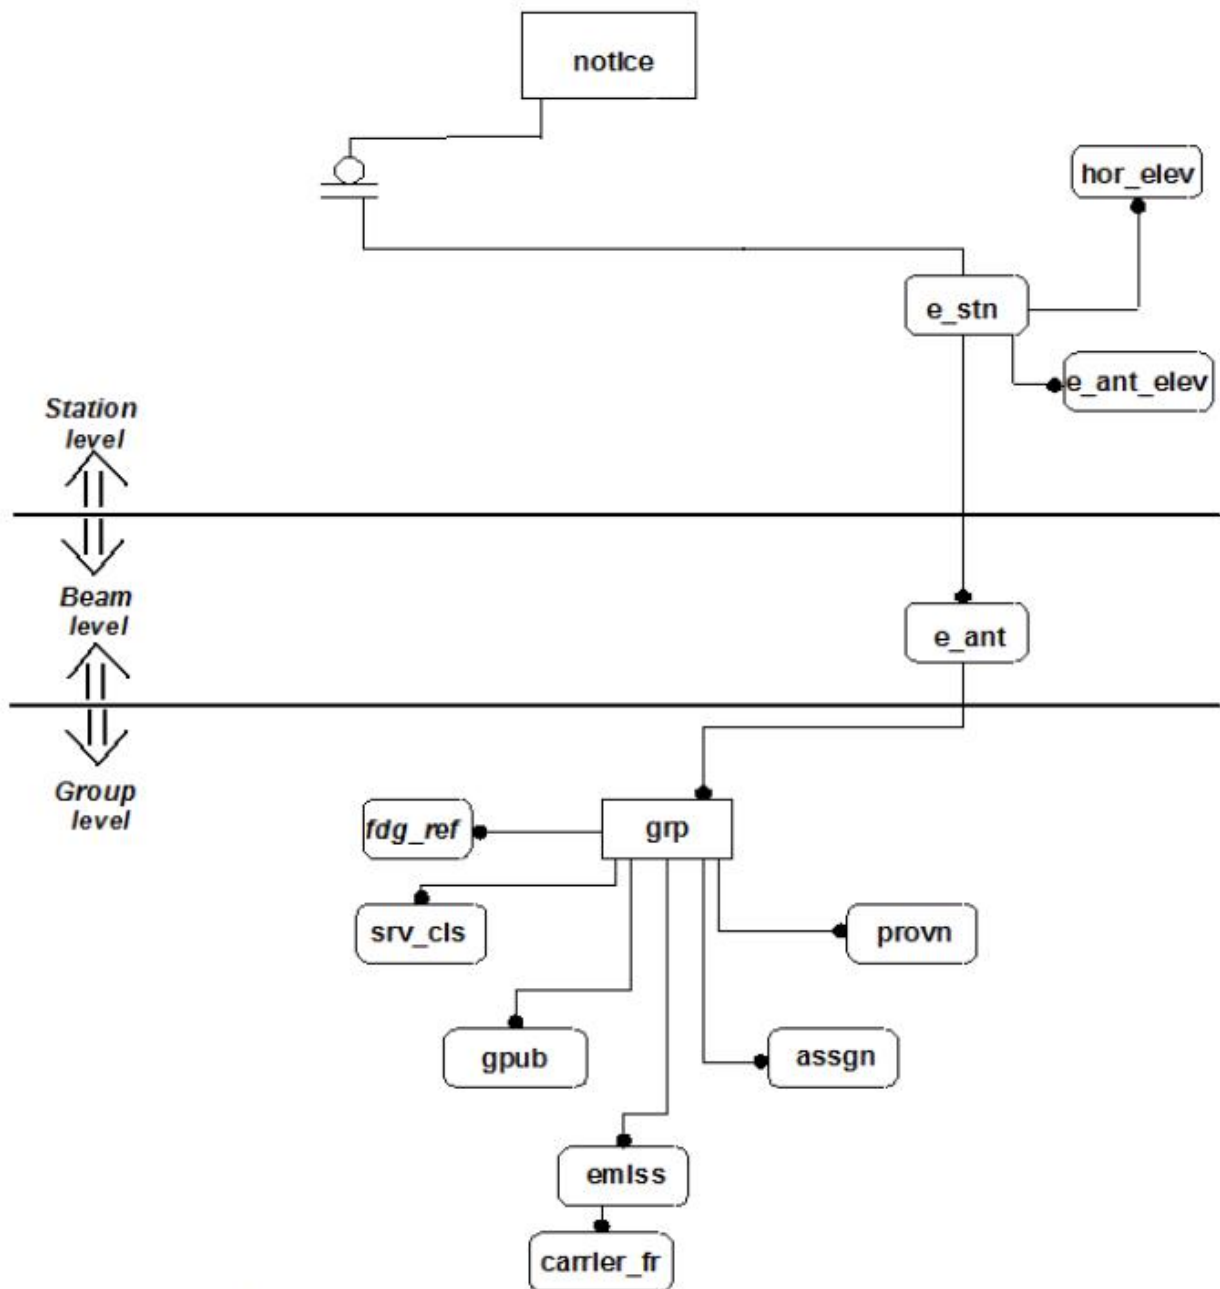 notice
hor_elev
e_stn
e_ant_elev
Station
level
Beam
level
e_ant
Group
level
fdg_ref
grp
srv_cls
provn
gpub
assgn
emiss
carrier_fr